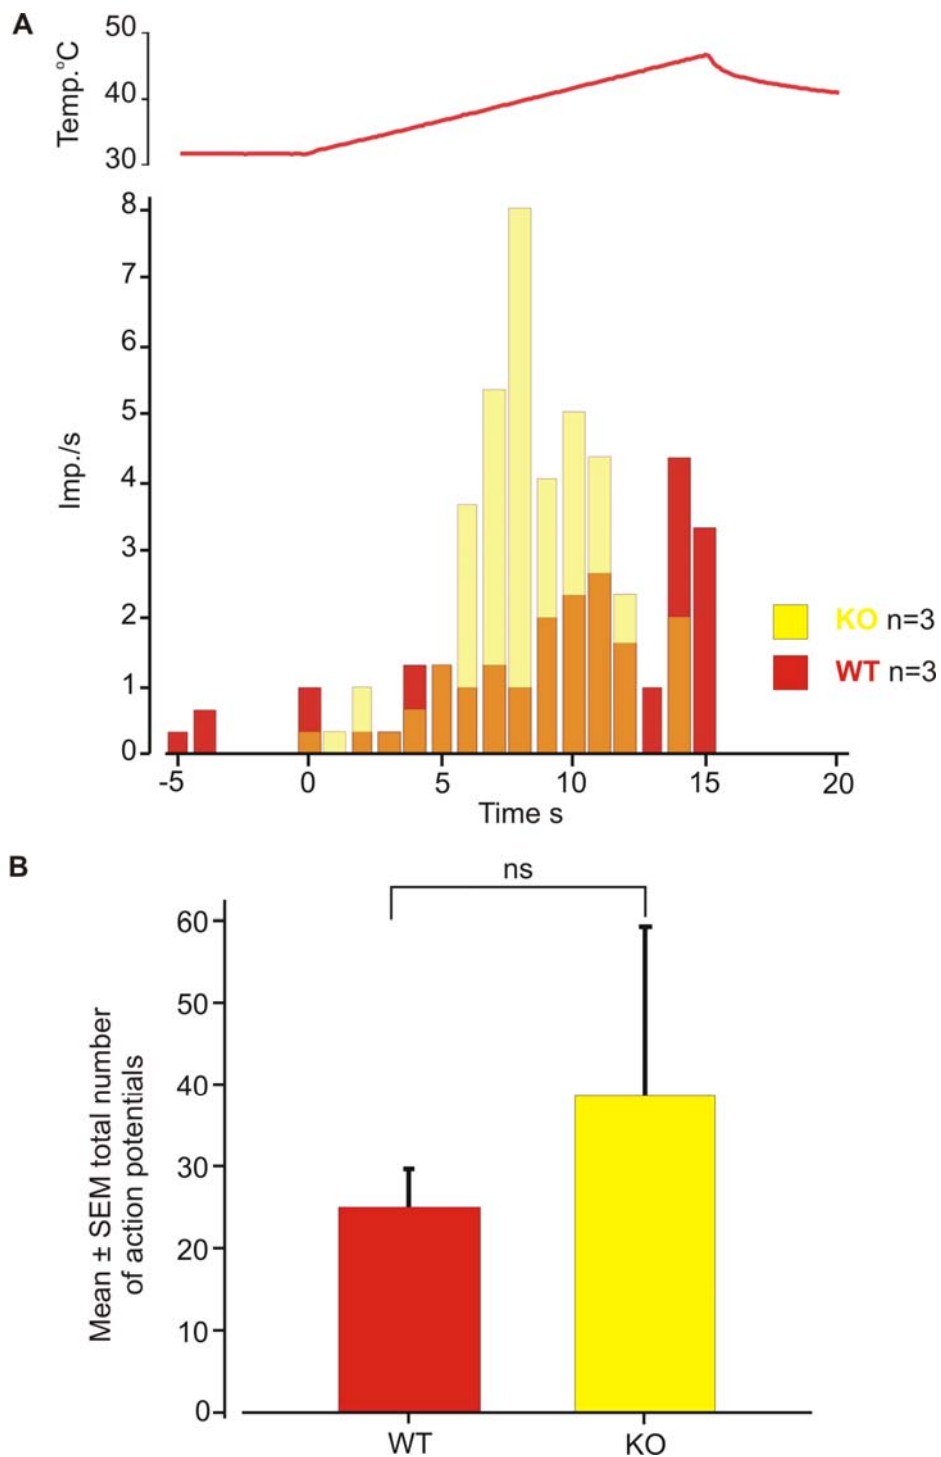 A
Temp.°C
50
40
30
Imp./s
8
7
6
5
4
3
2
1
0
-5 0 5 10 15 20
Time s
KO n=3
WT n=3
B
ns
Mean ± SEM total number
of action potentials
60
50
40
30
20
10
0
WT KO